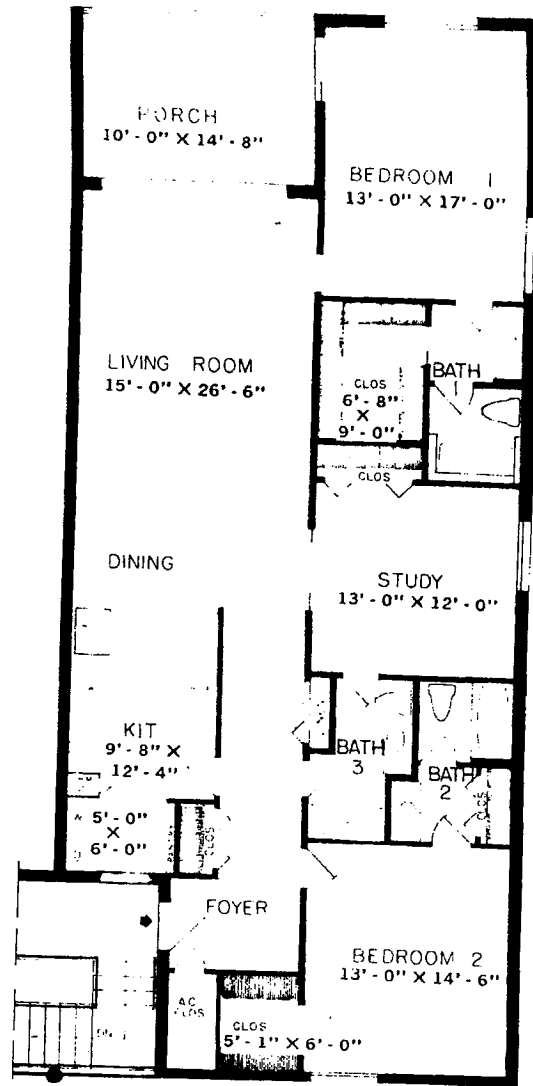 PORCH
10'-0" X 14'-8"
BEDROOM 1
13'-0" X 17'-0"
LIVING ROOM
15'-0" X 26'-6"
CLOS
6'-8"
X
9'-0"
BATH
1
CLOS
DINING
STUDY
13'-0" X 12'-0"
KIT
9'-8" X
12'-4"
BATH
3
BATH
2
CLOS
5'-0"
X
6'-0"
PANTRY
CLOS
FOYER
BEDROOM 2
13'-0" X 14'-6"
AC
CLOS
CLOS
5'-1" X 6'-0"